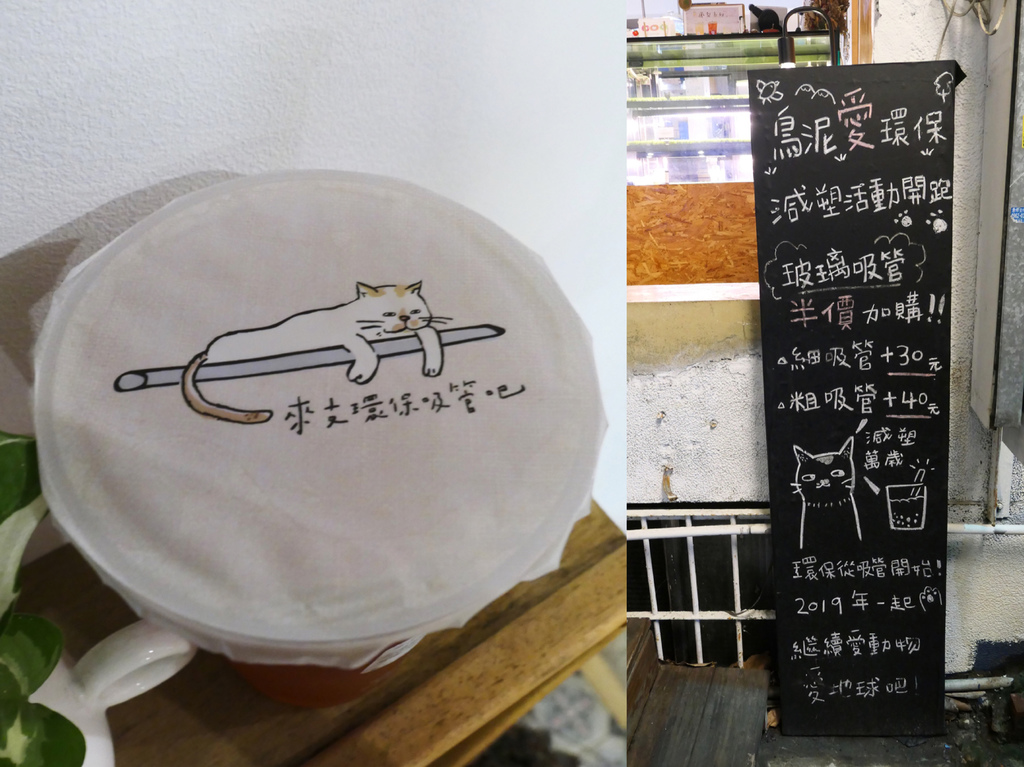 來支環保吸管吧
鳥泥愛環保
減塑活動開跑
玻璃吸管
半價加購!!
細吸管+30元
粗吸管+40元
減塑
萬歲
環保從吸管開始!
2019年一起
繼續愛動物
愛地球吧!